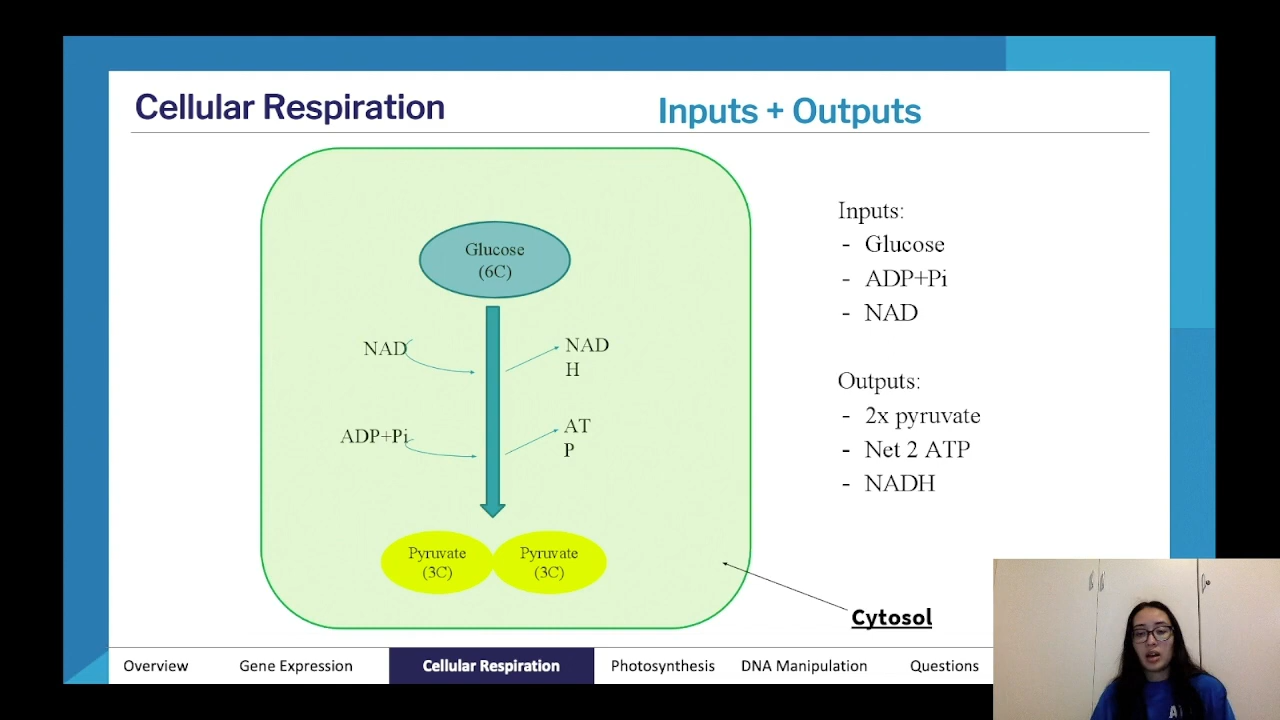 Cellular Respiration
Inputs + Outputs
Glucose
(6C)
NAD
NAD
H
ADP+Pi
AT
P
Pyruvate
(3C)
Pyruvate
(3C)
Inputs:
- Glucose
- ADP+Pi
- NAD
Outputs:
- 2x pyruvate
- Net 2 ATP
- NADH
Cytosol
Overview
Gene Expression
Cellular Respiration
Photosynthesis
DNA Manipulation
Questions